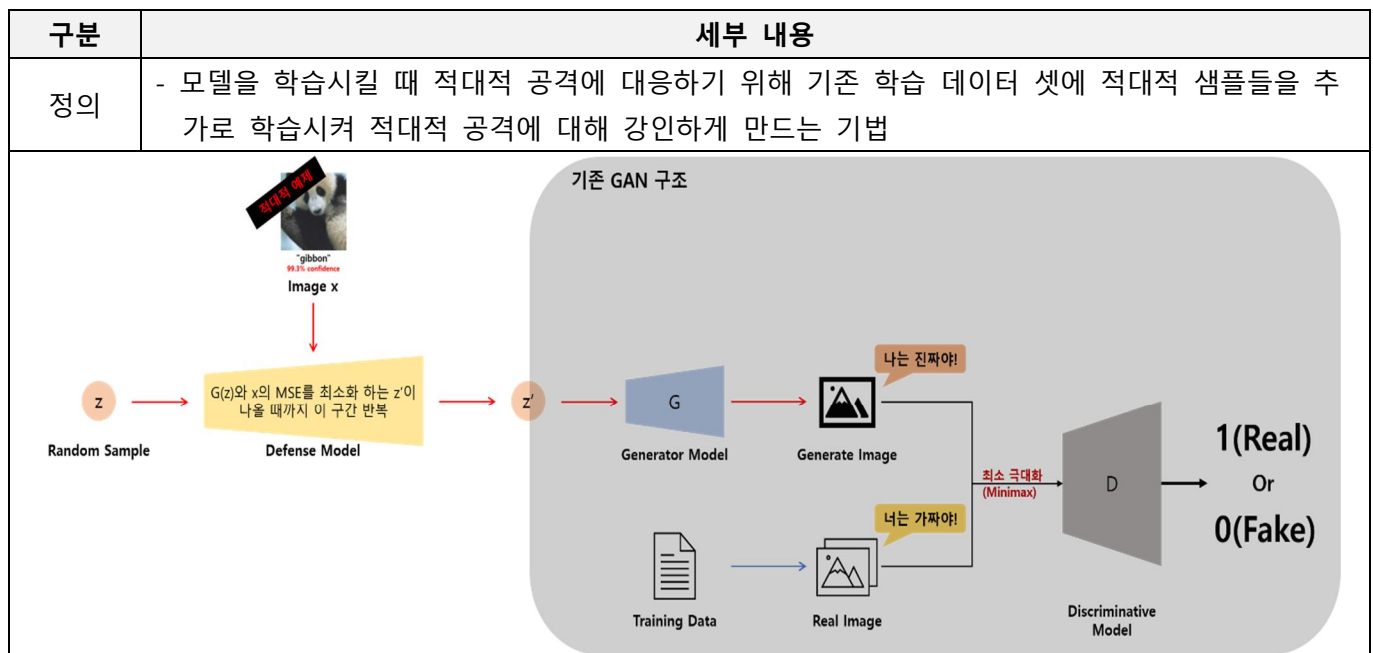 구분
세부 내용
정의
- 모델을 학습시킬 때 적대적 공격에 대응하기 위해 기존 학습 데이터 셋에 적대적 샘플들을 추
가로 학습시켜 적대적 공격에 대해 강인하게 만드는 기법
기존 GAN 구조
적대적 예제
"gibbon"
99.3% confidence
Image x
나는 진짜야!
z
G(z)와 x의 MSE를 최소화 하는 z'이
나올 때까지 이 구간 반복
z'
G
Random Sample
Defense Model
Generator Model
Generate Image
최소 극대화
(Minimax)
D
1(Real)
Or
0(Fake)
너는 가짜야!
Training Data
Real Image
Discriminative
Model